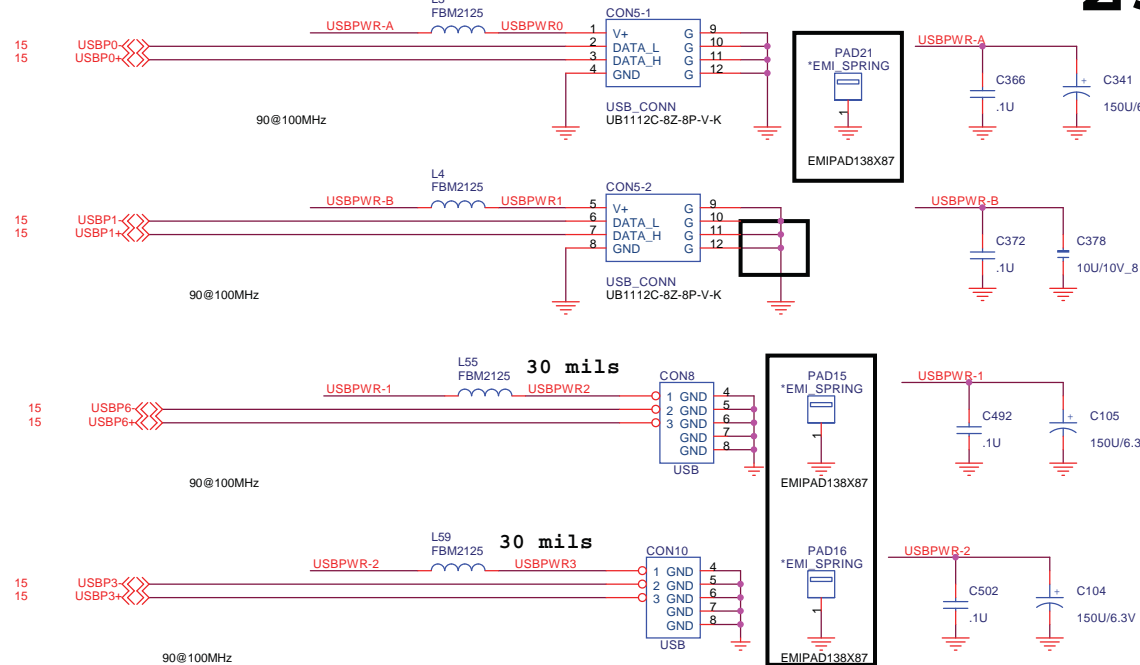 FBM2125
CON5-1
USBPWR-A
USBPWR0
15 USBP0-
15 USBP0+
1 V+ G 9
2 DATA_L G 10
3 DATA_H G 11
4 GND G 12
USB_CONN
UB1112C-8Z-8P-V-K
90@100MHz
PAD21
*EMI_SPRING
1
EMIPAD138X87
USBPWR-A
C366
.1U
C341
+
L4
FBM2125
CON5-2
USBPWR-B
USBPWR1
15 USBP1-
15 USBP1+
5 V+ G 9
6 DATA_L G 10
7 DATA_H G 11
8 GND G 12
USB_CONN
UB1112C-8Z-8P-V-K
90@100MHz
USBPWR-B
C372
.1U
C378
10U/10V_8
L55
FBM2125
30 mils
USBPWR-1
USBPWR2
CON8
15 USBP6-
15 USBP6+
1 GND 4
2 GND 5
3 GND 6
GND 7
GND 8
USB
90@100MHz
PAD15
*EMI_SPRING
1
EMIPAD138X87
USBPWR-1
C492
.1U
C105
+
150U/6.3
L59
FBM2125
30 mils
USBPWR-2
USBPWR3
CON10
15 USBP3-
15 USBP3+
1 GND 4
2 GND 5
3 GND 6
GND 7
GND 8
USB
90@100MHz
PAD16
*EMI_SPRING
1
EMIPAD138X87
USBPWR-2
C502
.1U
C104
+
150U/6.3V